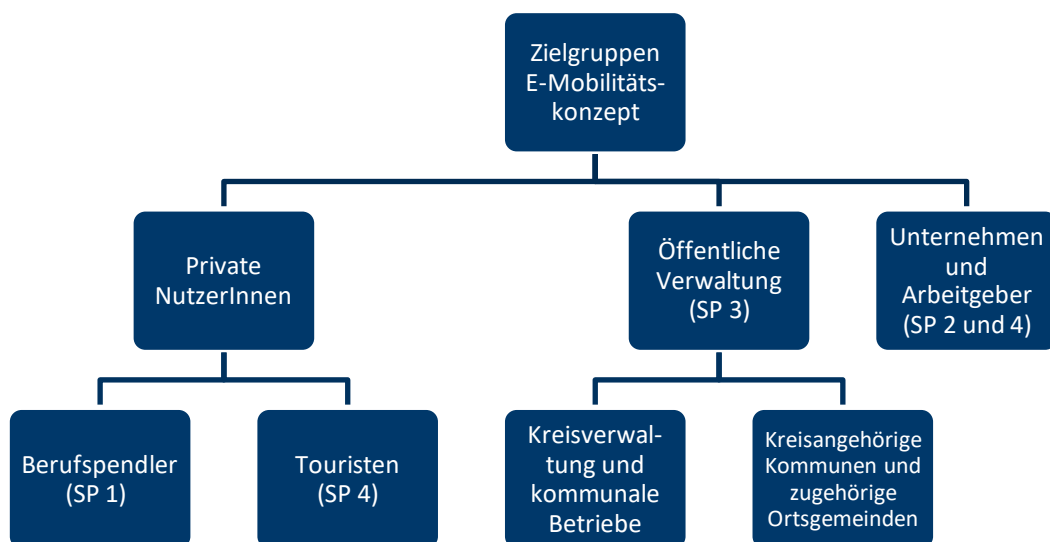 Zielgruppen
E-Mobilitäts-
konzept
Private
NutzerInnen
Öffentliche
Verwaltung
(SP 3)
Unternehmen
und
Arbeitgeber
(SP 2 und 4)
Berufspendler
(SP 1)
Touristen
(SP 4)
Kreisverwal-
tung und
kommunale
Betriebe
Kreisangehörige
Kommunen und
zugehörige
Ortsgemeinden